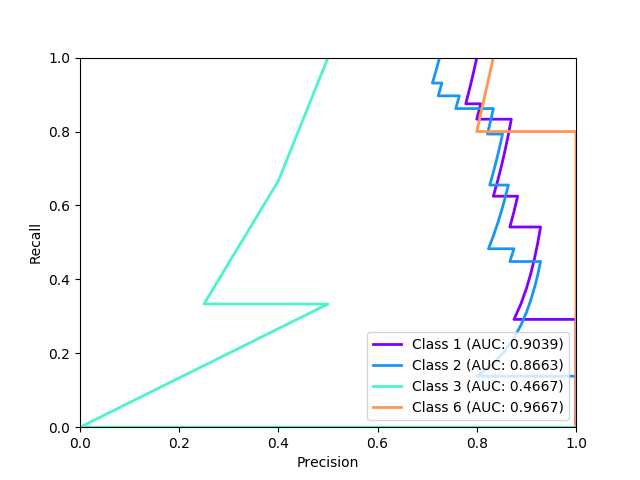 1.0
0.8
0.6
0.4
0.2
0.0
Recall
Class 1 (AUC: 0.9039)
Class 2 (AUC: 0.8663)
Class 3 (AUC: 0.4667)
Class 6 (AUC: 0.9667)
0.0 0.2 0.4 0.6 0.8 1.0
Precision